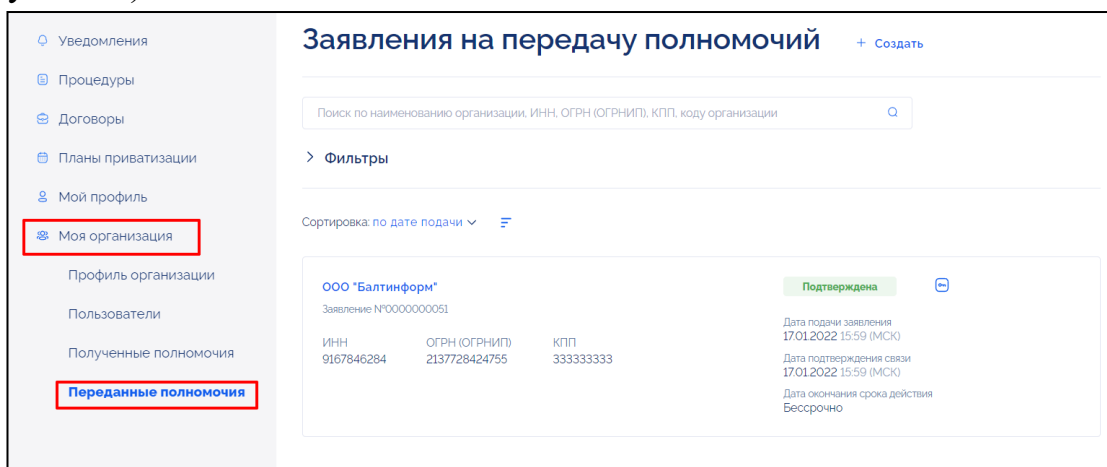 Уведомления
Процедуры
Договоры
Планы приватизации
Мой профиль
Моя организация
Профиль организации
Пользователи
Полученные полномочия
Переданные полномочия
Заявления на передачу полномочий + Создать
Поиск по наименованию организации, ИНН, ОГРН (ОГРНИП), КПП, коду организации
Фильтры
Сортировка: по дате подачи
ООО "Балтинформ"
Заявление №0000000051
ИНН ОГРН (ОГРНИП) КПП
9167846284 2137728424755 333333333
Подтверждена
Дата подачи заявления
17.01.2022 15:59 (МСК)
Дата подтверждения связи
17.01.2022 15:59 (МСК)
Дата окончания срока действия
Бессрочно